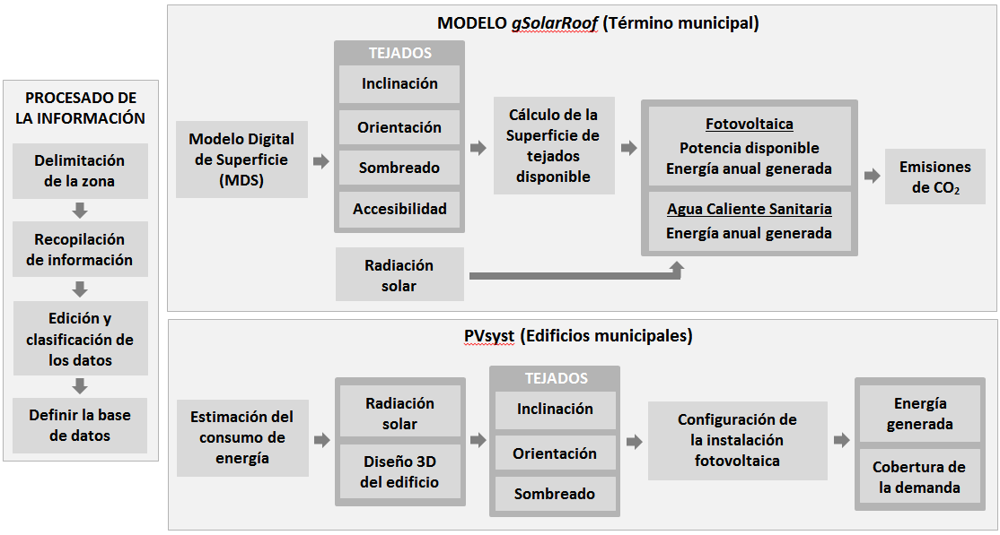 PROCESADO DE
LA INFORMACIÓN
Delimitación
de la zona
Recopilación
de información
Edición y
clasificación de
los datos
Definir la base
de datos
MODELO gSolarRoof (Término municipal)
Modelo Digital
de Superficie
(MDS)
TEJADOS
Inclinación
Orientación
Sombreado
Accesibilidad
Radiación
solar
Cálculo de la
Superficie de
tejados
disponible
Fotovoltaica
Potencia disponible
Energía anual generada
Agua Caliente Sanitaria
Energía anual generada
Emisiones
de CO₂
PVsyst (Edificios municipales)
Estimación del
consumo de
energía
Radiación
solar
Diseño 3D
del edificio
TEJADOS
Inclinación
Orientación
Sombreado
Configuración de
la instalación
fotovoltaica
Energía
generada
Cobertura de
la demanda